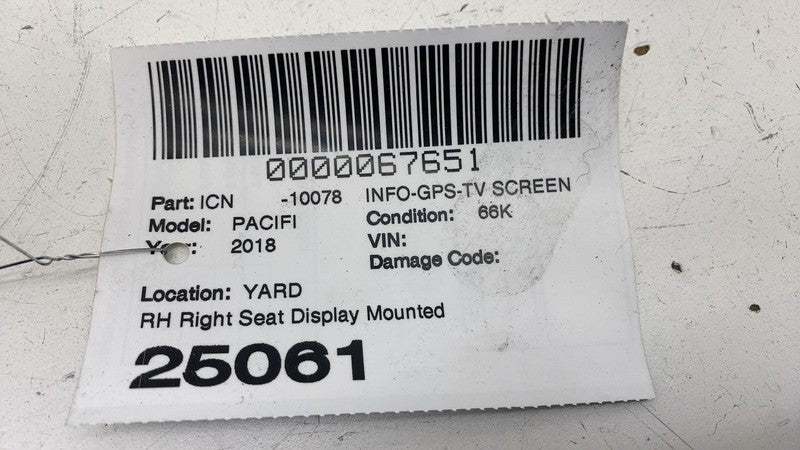 0000067651
Part: ICN -10078 INFO-GPS-TV SCREEN
Model: PACIFI Condition: 66K
Year: 2018 VIN:
Damage Code:
Location: YARD
RH Right Seat Display Mounted
25061